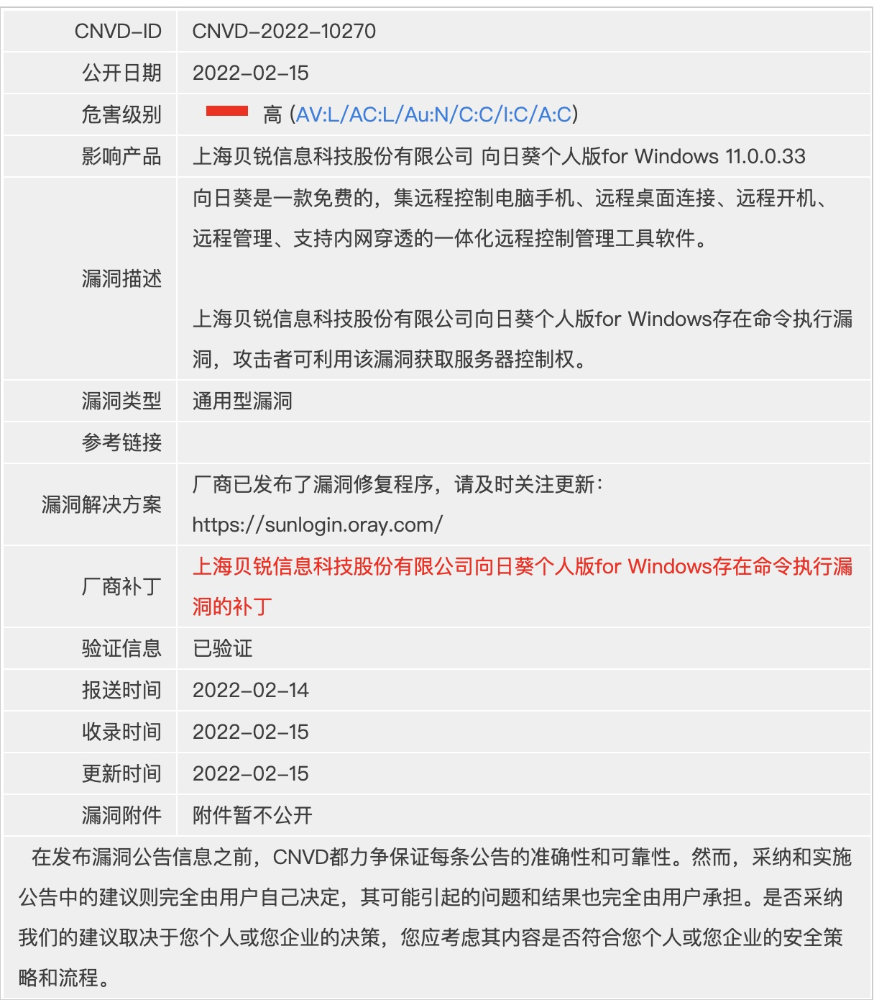 CNVD-ID CNVD-2022-10270
公开日期 2022-02-15
危害级别 高 (AV:L/AC:L/Au:N/C:C/I:C/A:C)
影响产品 上海贝锐信息科技股份有限公司 向日葵个人版for Windows 11.0.0.33
向日葵是一款免费的，集远程控制电脑手机、远程桌面连接、远程开机、
远程管理、支持内网穿透的一体化远程控制管理工具软件。
漏洞描述
上海贝锐信息科技股份有限公司向日葵个人版for Windows存在命令执行漏
洞，攻击者可利用该漏洞获取服务器控制权。
漏洞类型 通用型漏洞
参考链接
漏洞解决方案
厂商已发布了漏洞修复程序，请及时关注更新：
https://sunlogin.oray.com/
厂商补丁
上海贝锐信息科技股份有限公司向日葵个人版for Windows存在命令执行漏
洞的补丁
验证信息 已验证
报送时间 2022-02-14
收录时间 2022-02-15
更新时间 2022-02-15
漏洞附件 附件暂不公开
在发布漏洞公告信息之前，CNVD都力争保证每条公告的准确性和可靠性。然而，采纳和实施
公告中的建议则完全由用户自己决定，其可能引起的问题和结果也完全由用户承担。是否采纳
我们的建议取决于您个人或您企业的决策，您应考虑其内容是否符合您个人或您企业的安全策
略和流程。